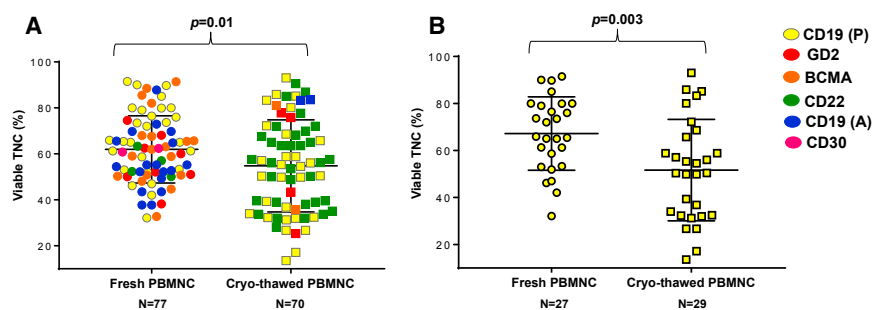 A
p=0.01
Viable TNC (%)
100
80
60
40
20
Fresh PBMNC
Cryo-thawed PBMNC
N=77
N=70
B
p=0.003
Viable TNC (%)
100
80
60
40
20
Fresh PBMNC
Cryo-thawed PBMNC
N=27
N=29
CD19 (P)
GD2
BCMA
CD22
CD19 (A)
CD30